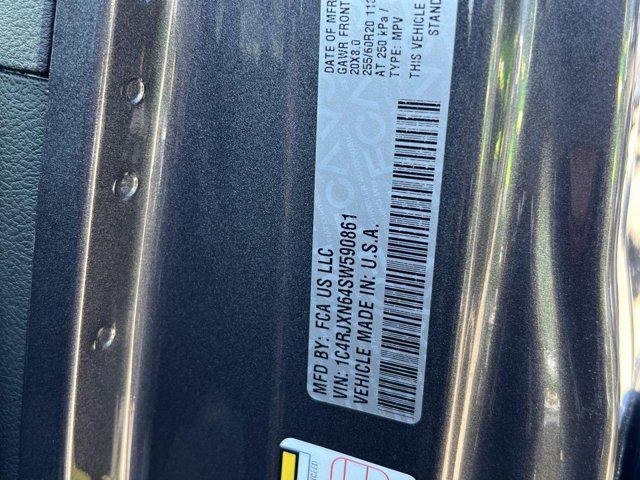 MFD BY: FCA US LLC
VIN: 1C4RJXN64SW590861
VEHICLE MADE IN: U.S.A.
DATE OF MFR
GAWR FRONT
20X8.0
255/60R20 113
AT 250 kPa /
TYPE: MPV
THIS VEHICLE
STAND